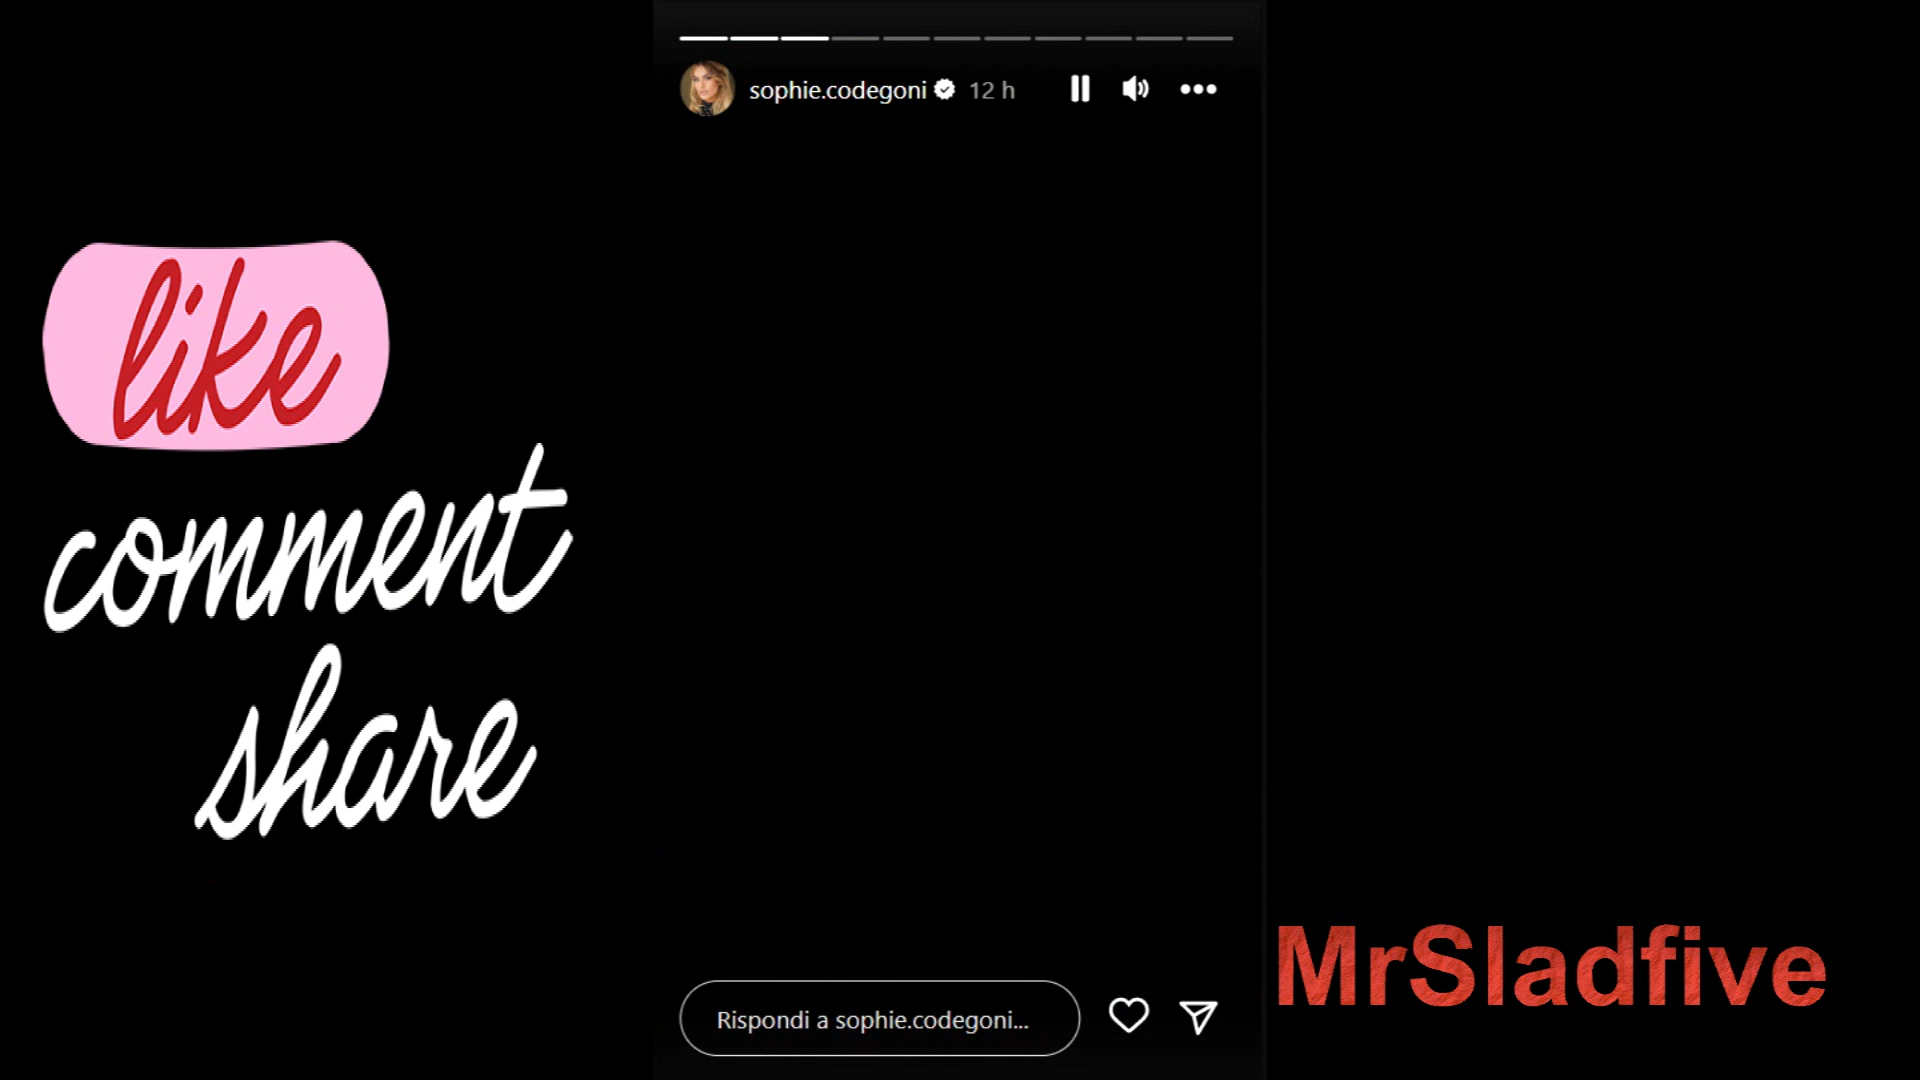 sophie.codegoni 12 h
like
comment
share
MrSladfive
Rispondi a sophie.codegoni...